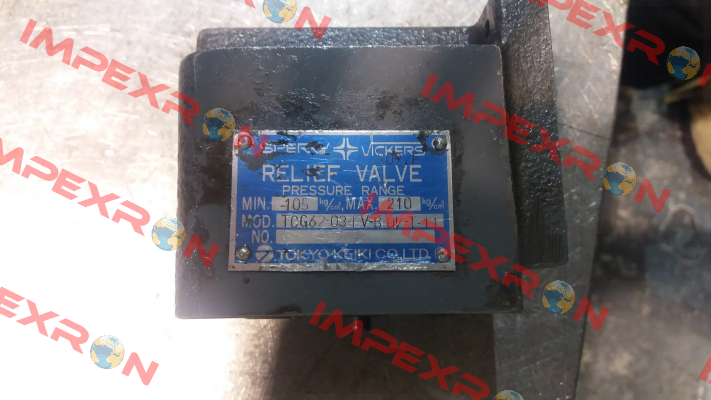 SPERRY VICKERS
RELIEF VALVE
PRESSURE RANGE
MIN. 105 kg/cm², MAX. 210 kg/cm²
MOD. TCG62-03
NO.
TOKYO KEIKI CO., LTD.
IMPEXRON
IMPEXRON
IMPEXRON
IMPEXRON
IMPEXRON
IMPEXRON